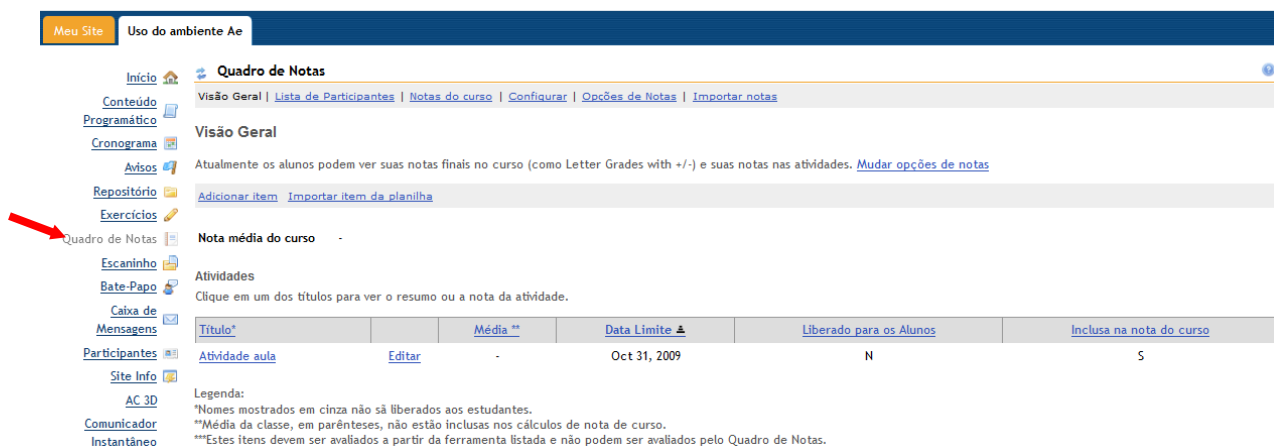 Meu Site
Uso do ambiente Ae
Início
Conteúdo
Programático
Cronograma
Avisos
Repositório
Exercícios
Quadro de Notas
Escaninho
Bate-Papo
Caixa de
Mensagens
Participantes
Site Info
AC 3D
Comunicador
Instantâneo
Quadro de Notas
Visão Geral | Lista de Participantes | Notas do curso | Configurar | Opções de Notas | Importar notas
Visão Geral
Atualmente os alunos podem ver suas notas finais no curso (como Letter Grades with +/-) e suas notas nas atividades. Mudar opções de notas
Adicionar item Importar item da planilha
Nota média do curso -
Atividades
Clique em um dos títulos para ver o resumo ou a nota da atividade.
Título* Média ** Data Limite Liberado para os Alunos Inclusa na nota do curso
Atividade aula Editar - Oct 31, 2009 N S
Legenda:
*Nomes mostrados em cinza não sã liberados aos estudantes.
**Média da classe, em parênteses, não estão inclusas nos cálculos de nota de curso.
***Estes itens devem ser avaliados a partir da ferramenta listada e não podem ser avaliados pelo Quadro de Notas.